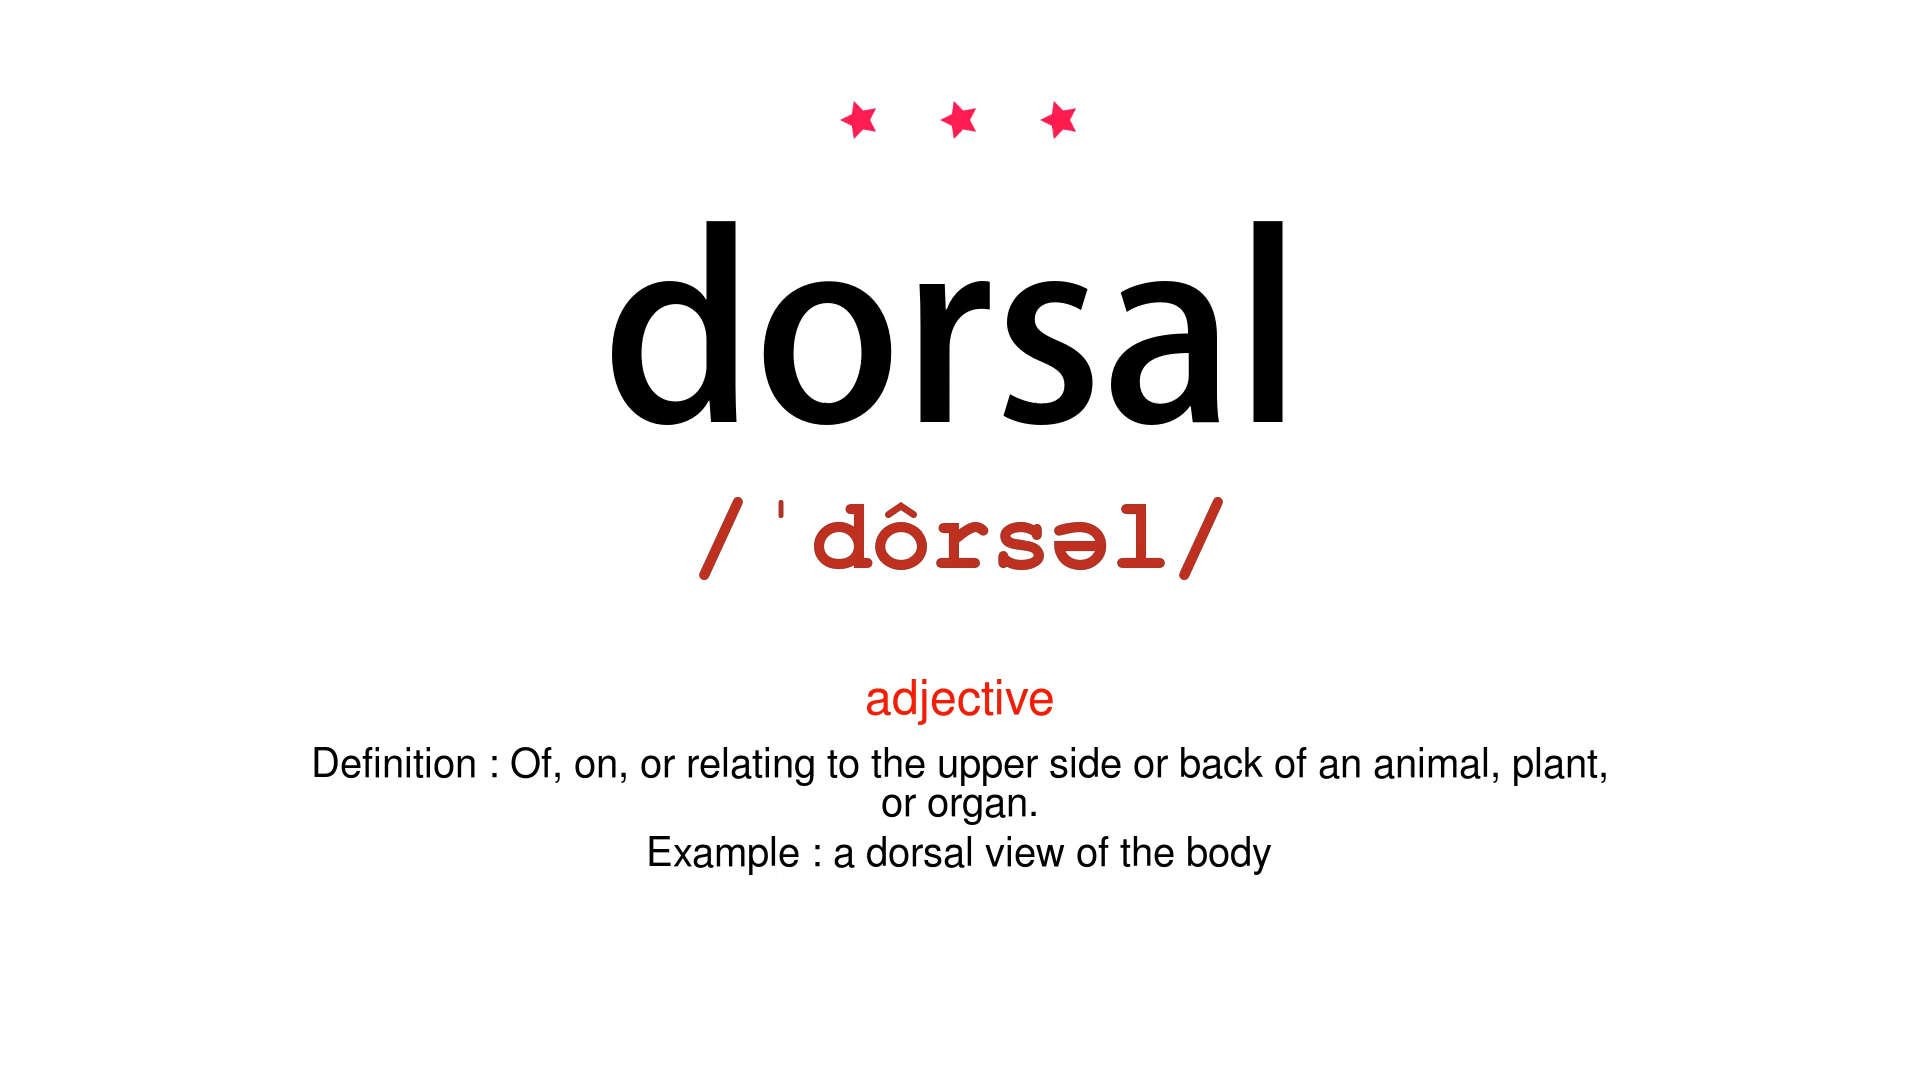 dorsal
/ˈdôrsəl/
adjective
Definition : Of, on, or relating to the upper side or back of an animal, plant,
or organ.
Example : a dorsal view of the body